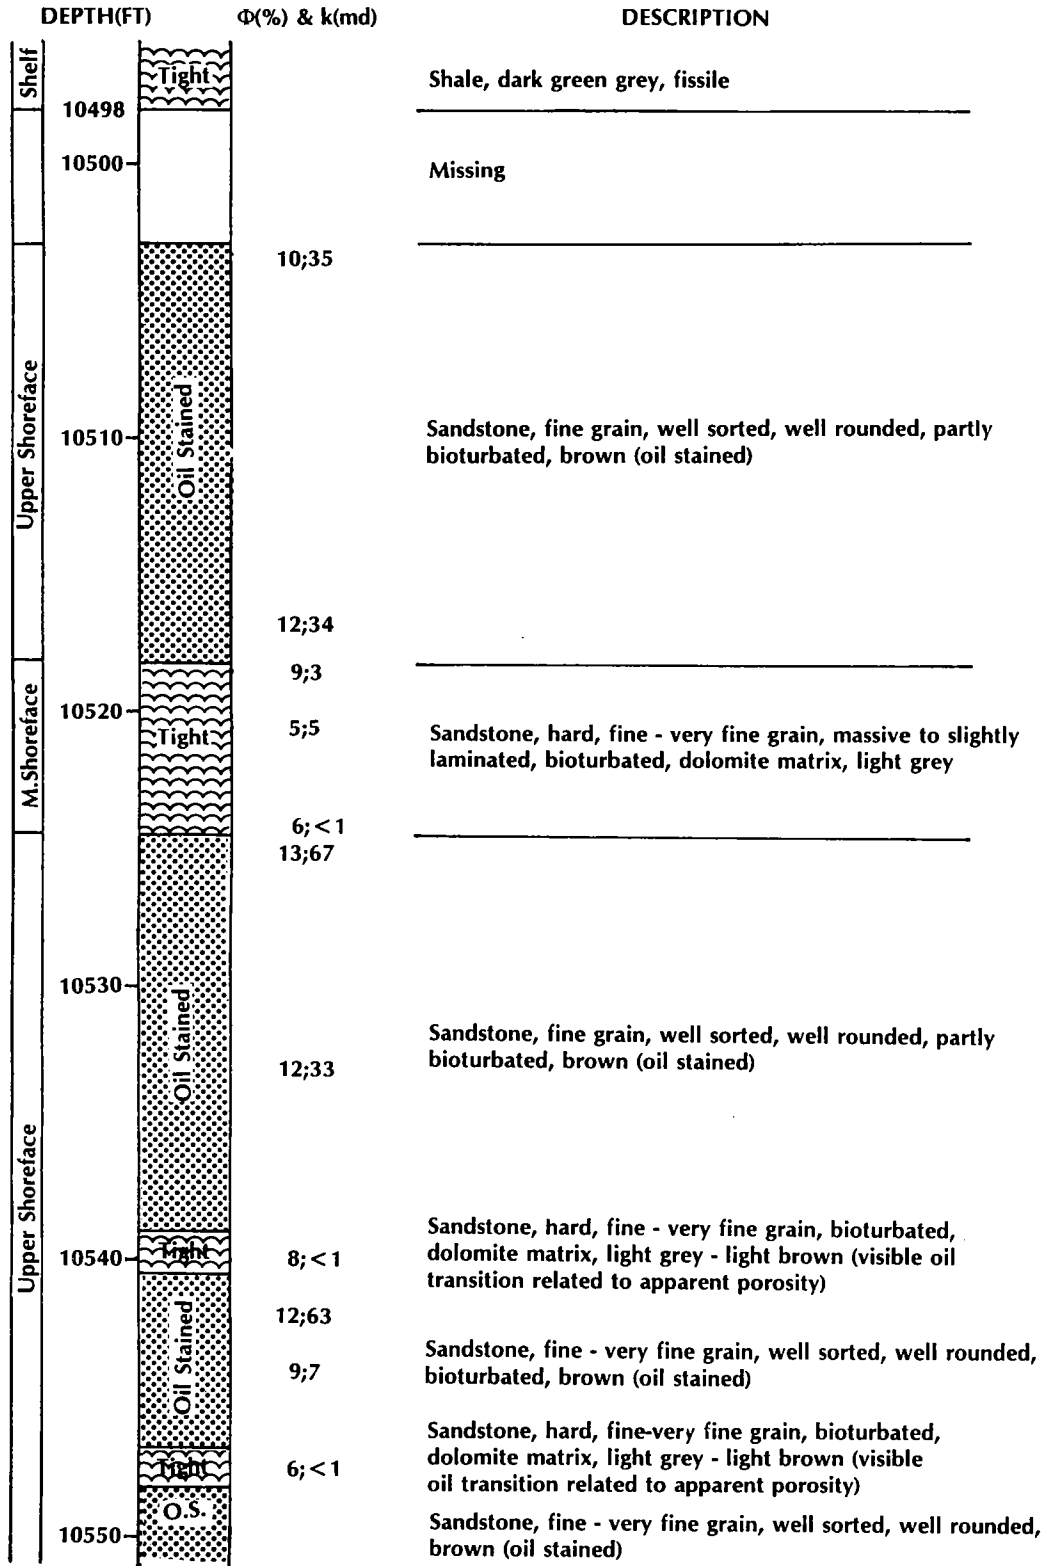 DEPTH(FT) Φ(%) & k(md) DESCRIPTION
Shelf
Tight
Shale, dark green grey, fissile
10498
10500
Missing
10;35
Upper Shoreface
Oil Stained
10510
Sandstone, fine grain, well sorted, well rounded, partly
bioturbated, brown (oil stained)
12;34
9;3
M.Shoreface
10520
Tight
5;5
Sandstone, hard, fine - very fine grain, massive to slightly
laminated, bioturbated, dolomite matrix, light grey
6;<1
13;67
10530
Oil Stained
Sandstone, fine grain, well sorted, well rounded, partly
bioturbated, brown (oil stained)
12;33
Upper Shoreface
Sandstone, hard, fine - very fine grain, bioturbated,
dolomite matrix, light grey - light brown (visible oil
transition related to apparent porosity)
10540
Tight
8;<1
12;63
Oil Stained
Sandstone, fine - very fine grain, well sorted, well rounded,
bioturbated, brown (oil stained)
9;7
Sandstone, hard, fine-very fine grain, bioturbated,
dolomite matrix, light grey - light brown (visible
oil transition related to apparent porosity)
Tight
6;<1
O.S.
10550
Sandstone, fine - very fine grain, well sorted, well rounded,
brown (oil stained)